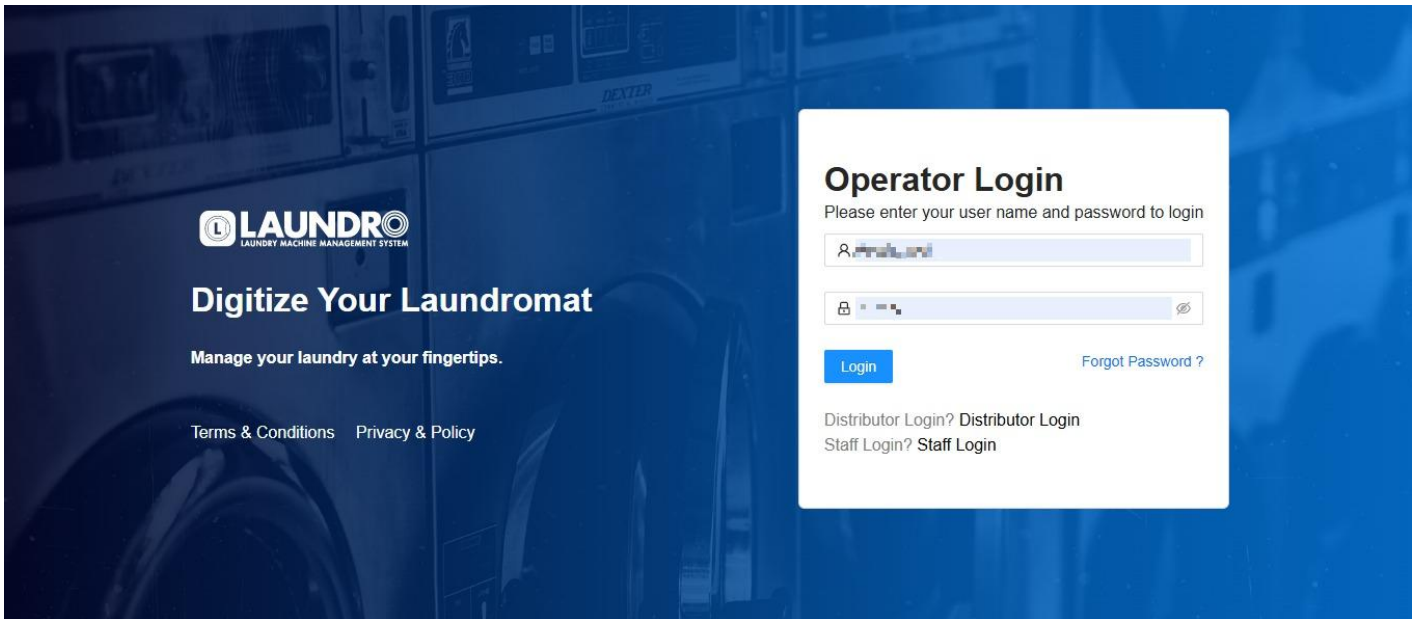 DEXTER
LAUNDRO
LAUNDRY MACHINE MANAGEMENT SYSTEM
Digitize Your Laundromat
Manage your laundry at your fingertips.
Terms & Conditions Privacy & Policy
Operator Login
Please enter your user name and password to login
Login
Forgot Password ?
Distributor Login? Distributor Login
Staff Login? Staff Login